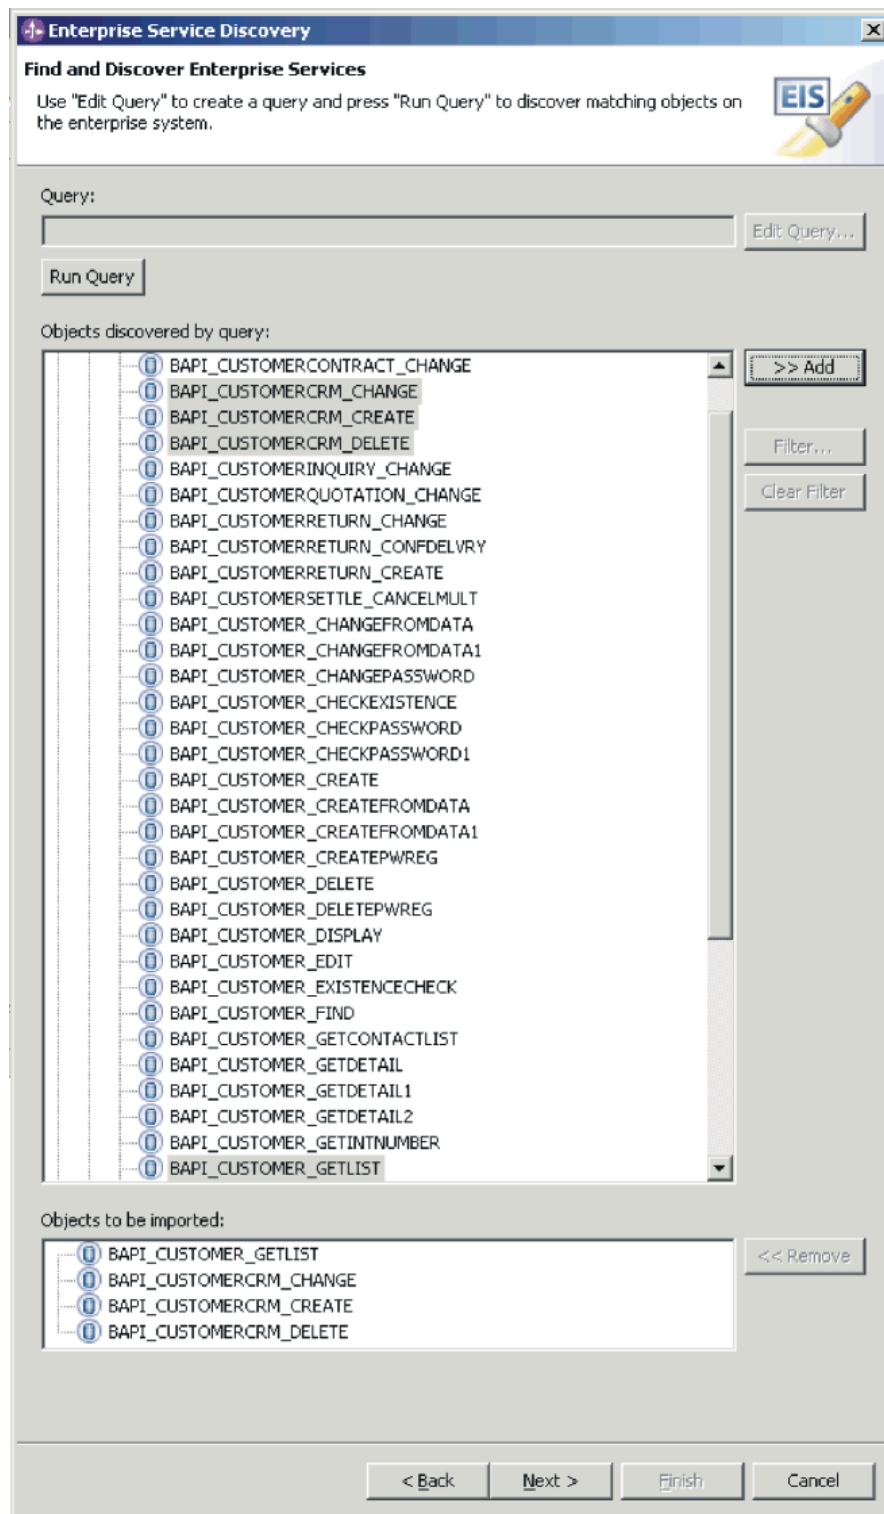 Enterprise Service Discovery
Find and Discover Enterprise Services
Use "Edit Query" to create a query and press "Run Query" to discover matching objects on
the enterprise system.
EIS
Query:
Edit Query...
Run Query
Objects discovered by query:
BAPI_CUSTOMERCONTRACT_CHANGE
>> Add
BAPI_CUSTOMERCRM_CHANGE
BAPI_CUSTOMERCRM_CREATE
BAPI_CUSTOMERCRM_DELETE
Filter...
BAPI_CUSTOMERINQUIRY_CHANGE
BAPI_CUSTOMERQUOTATION_CHANGE
Clear Filter
BAPI_CUSTOMERRETURN_CHANGE
BAPI_CUSTOMERRETURN_CONFDELVRY
BAPI_CUSTOMERRETURN_CREATE
BAPI_CUSTOMERSETTLE_CANCELMULT
BAPI_CUSTOMER_CHANGEFROMDATA
BAPI_CUSTOMER_CHANGEFROMDATA1
BAPI_CUSTOMER_CHANGEPASSWORD
BAPI_CUSTOMER_CHECKEXISTENCE
BAPI_CUSTOMER_CHECKPASSWORD
BAPI_CUSTOMER_CHECKPASSWORD1
BAPI_CUSTOMER_CREATE
BAPI_CUSTOMER_CREATEFROMDATA
BAPI_CUSTOMER_CREATEFROMDATA1
BAPI_CUSTOMER_CREATEPWREG
BAPI_CUSTOMER_DELETE
BAPI_CUSTOMER_DELETEPWREG
BAPI_CUSTOMER_DISPLAY
BAPI_CUSTOMER_EDIT
BAPI_CUSTOMER_EXISTENCECHECK
BAPI_CUSTOMER_FIND
BAPI_CUSTOMER_GETCONTACTLIST
BAPI_CUSTOMER_GETDETAIL
BAPI_CUSTOMER_GETDETAIL1
BAPI_CUSTOMER_GETDETAIL2
BAPI_CUSTOMER_GETINTNUMBER
BAPI_CUSTOMER_GETLIST
Objects to be imported:
BAPI_CUSTOMER_GETLIST
<< Remove
BAPI_CUSTOMERCRM_CHANGE
BAPI_CUSTOMERCRM_CREATE
BAPI_CUSTOMERCRM_DELETE
< Back
Next >
Finish
Cancel